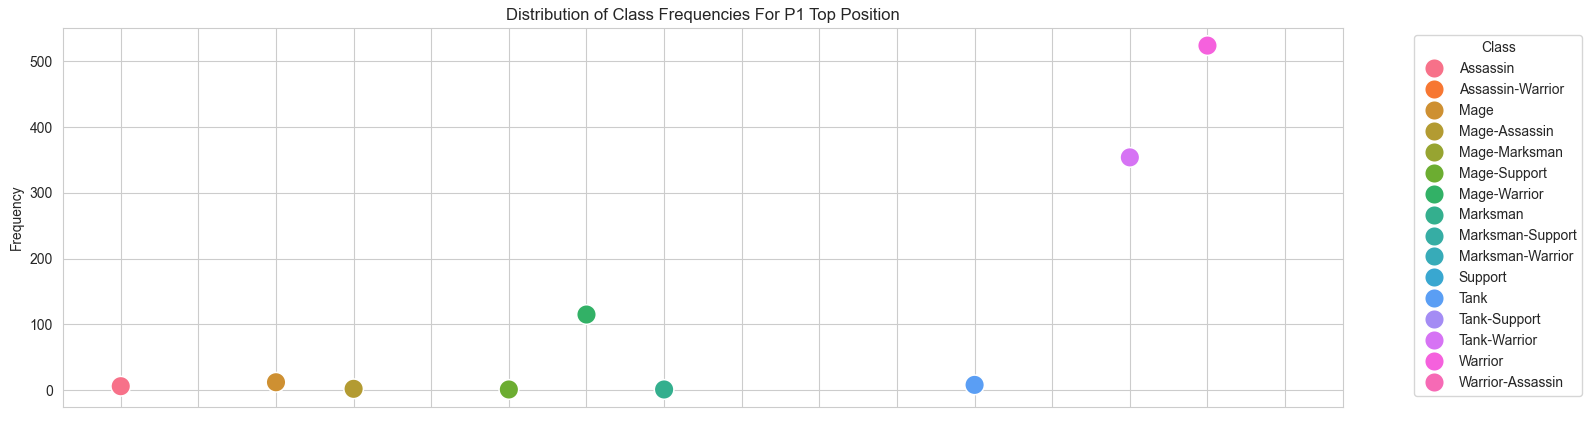 Distribution of Class Frequencies For P1 Top Position
Frequency
500
400
300
200
100
0
Class
Assassin
Assassin-Warrior
Mage
Mage-Assassin
Mage-Marksman
Mage-Support
Mage-Warrior
Marksman
Marksman-Support
Marksman-Warrior
Support
Tank
Tank-Support
Tank-Warrior
Warrior
Warrior-Assassin